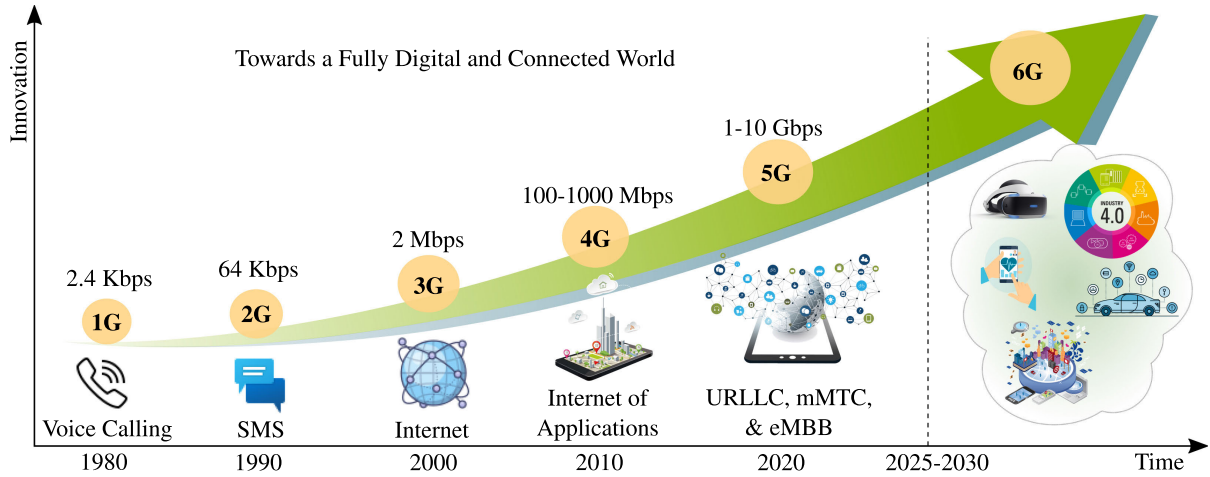 Innovation
Towards a Fully Digital and Connected World
2.4 Kbps
1G
Voice Calling
1980
64 Kbps
2G
SMS
1990
2 Mbps
3G
Internet
2000
100-1000 Mbps
4G
Internet of
Applications
2010
1-10 Gbps
5G
URLLC, mMTC,
& eMBB
2020
6G
INDUSTRY
4.0
2025-2030
Time